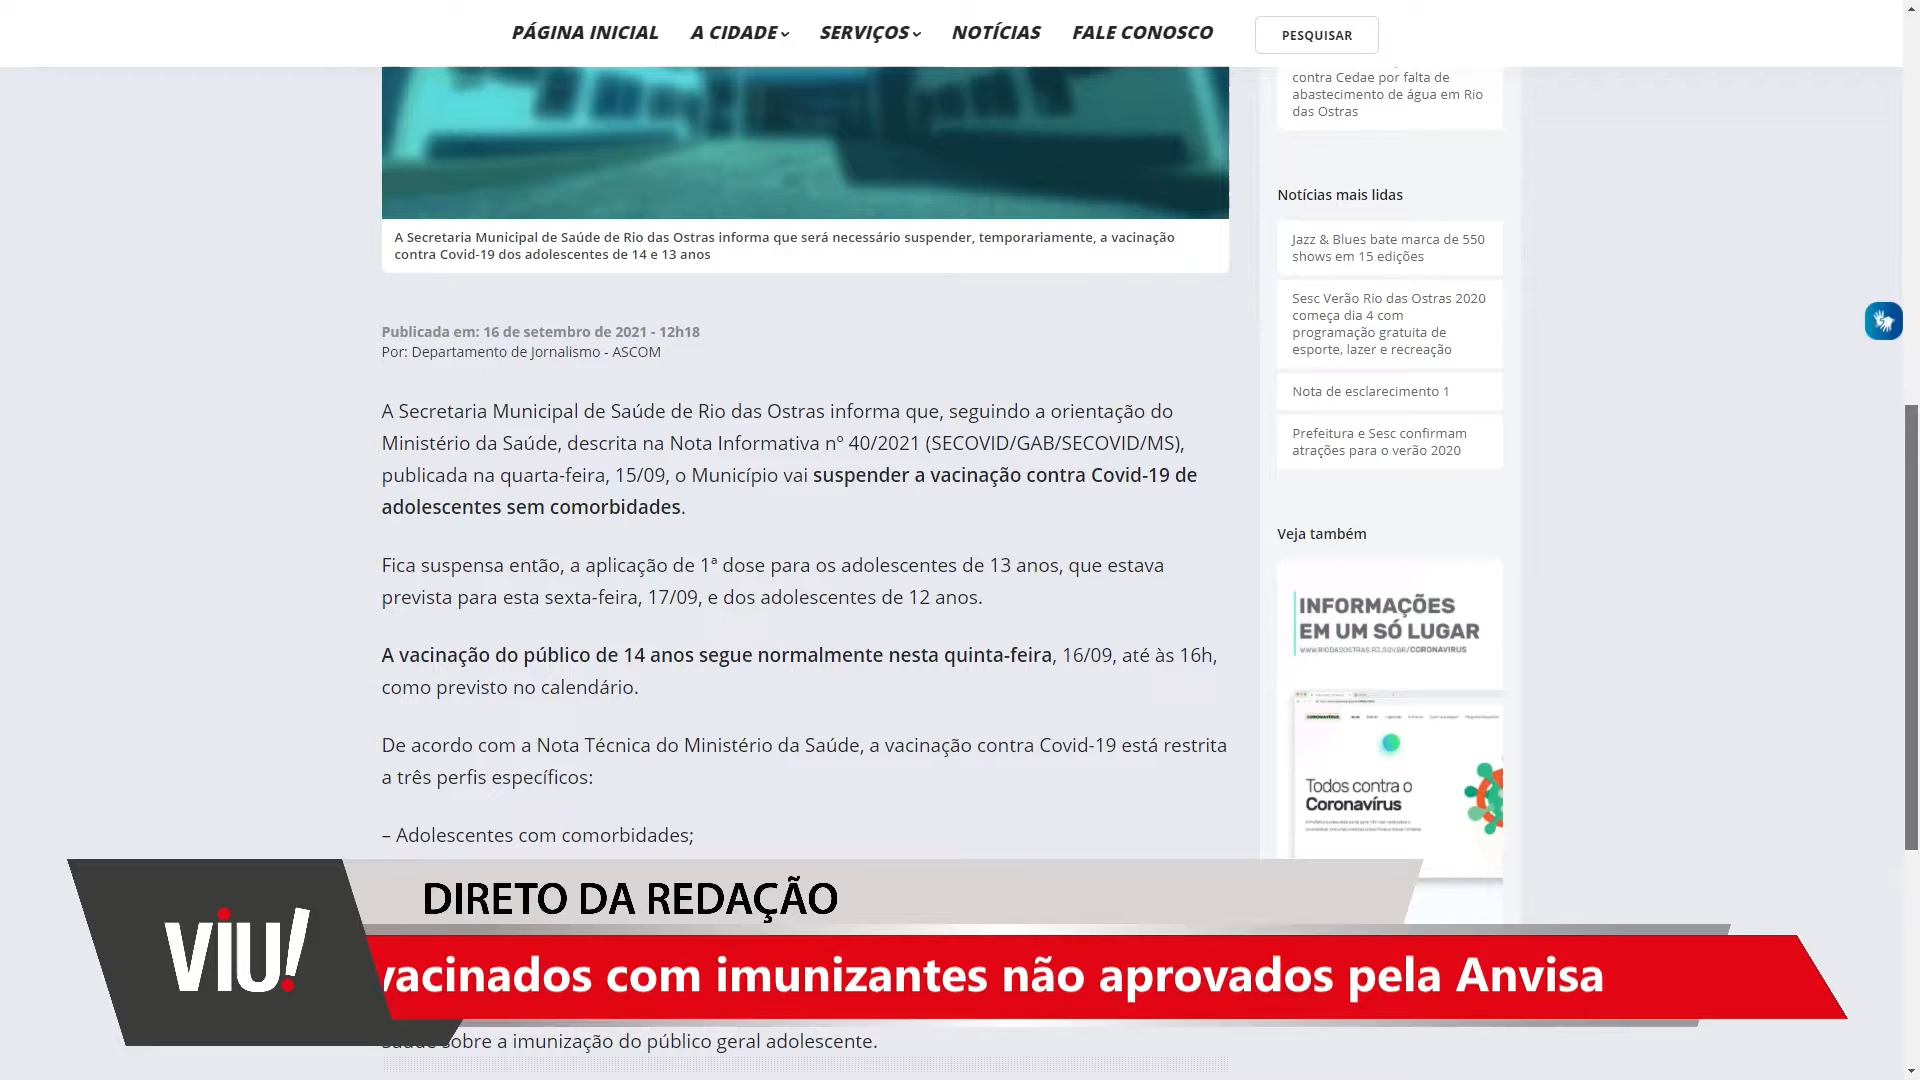 PÁGINA INICIAL A CIDADE SERVIÇOS NOTÍCIAS FALE CONOSCO PESQUISAR
A Secretaria Municipal de Saúde de Rio das Ostras informa que será necessário suspender, temporariamente, a vacinação
contra Covid-19 dos adolescentes de 14 e 13 anos
Publicada em: 16 de setembro de 2021 - 12h18
Por: Departamento de Jornalismo - ASCOM
A Secretaria Municipal de Saúde de Rio das Ostras informa que, seguindo a orientação do
Ministério da Saúde, descrita na Nota Informativa nº 40/2021 (SECOVID/GAB/SECOVID/MS),
publicada na quarta-feira, 15/09, o Município vai suspender a vacinação contra Covid-19 de
adolescentes sem comorbidades.
Fica suspensa então, a aplicação de 1ª dose para os adolescentes de 13 anos, que estava
prevista para esta sexta-feira, 17/09, e dos adolescentes de 12 anos.
A vacinação do público de 14 anos segue normalmente nesta quinta-feira, 16/09, até às 16h,
como previsto no calendário.
De acordo com a Nota Técnica do Ministério da Saúde, a vacinação contra Covid-19 está restrita
a três perfis específicos:
– Adolescentes com comorbidades;
sobre a imunização do público geral adolescente.
contra Cedae por falta de
abastecimento de água em Rio
das Ostras
Notícias mais lidas
Jazz & Blues bate marca de 550
shows em 15 edições
Sesc Verão Rio das Ostras 2020
começa dia 4 com
programação gratuita de
esporte, lazer e recreação
Nota de esclarecimento 1
Prefeitura e Sesc confirmam
atrações para o verão 2020
Veja também
INFORMAÇÕES
EM UM SÓ LUGAR
WWW.RIODASOSTRAS.RJ.GOV.BR/CORONAVIRUS
CORONAVÍRUS
Todos contra o
Coronavírus
VIU!
DIRETO DA REDAÇÃO
vacinados com imunizantes não aprovados pela Anvisa